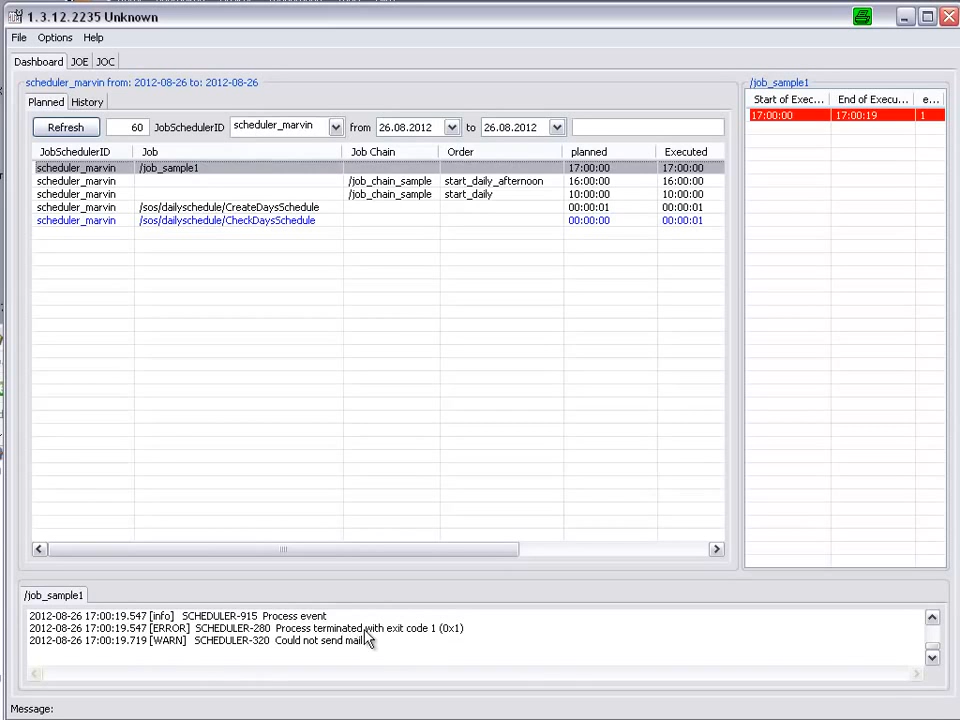 1.3.12.2235 Unknown
File Options Help
Dashboard JOE JOC
scheduler_marvin from: 2012-08-26 to: 2012-08-26
Planned History
Refresh 60 JobSchedulerID scheduler_marvin from 26.08.2012 to 26.08.2012
JobSchedulerID Job Job Chain Order planned Executed
scheduler_marvin /job_sample1 17:00:00 17:00:00
scheduler_marvin /job_chain_sample start_daily_afternoon 16:00:00 16:00:00
scheduler_marvin /job_chain_sample start_daily 10:00:00 10:00:00
scheduler_marvin /sos/dailyschedule/CreateDaysSchedule 00:00:01 00:00:01
scheduler_marvin /sos/dailyschedule/CheckDaysSchedule 00:00:00 00:00:01
/job_sample1
Start of Exec... End of Execu... e...
17:00:00 17:00:19 1
/job_sample1
2012-08-26 17:00:19.547 [info] SCHEDULER-915 Process event
2012-08-26 17:00:19.547 [ERROR] SCHEDULER-280 Process terminated with exit code 1 (0x1)
2012-08-26 17:00:19.719 [WARN] SCHEDULER-320 Could not send mail
Message: